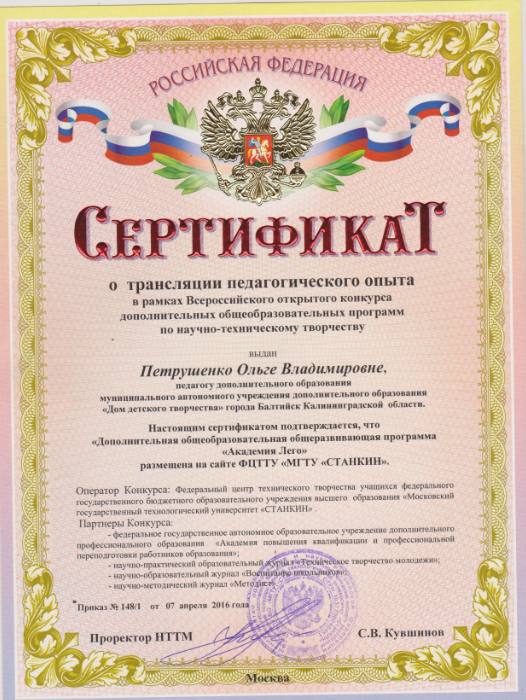 РОССИЙСКАЯ ФЕДЕРАЦИЯ
СЕРТИФИКАТ
о трансляции педагогического опыта
в рамках Всероссийского открытого конкурса
дополнительных общеобразовательных программ
по научно-техническому творчеству
выдан
Петрушенко Ольге Владимировне,
педагогу дополнительного образования
муниципального автономного учреждения дополнительного образования
«Дом детского творчества» города Балтийск Калининградской области.
Настоящим сертификатом подтверждается, что
«Дополнительная общеобразовательная общеразвивающая программа
«Академия Лего»
размещена на сайте ФЦТТУ «МГТУ «СТАНКИН».
Оператор Конкурса: Федеральный центр технического творчества учащихся федерального
государственного бюджетного образовательного учреждения высшего образования «Московский
государственный технологический университет «СТАНКИН» .
Партнеры Конкурса:
- федеральное государственное автономное образовательное учреждение дополнительного
профессионального образования «Академия повышения квалификации и профессиональной
переподготовки работников образования»;
- научно-практический образовательный журнал «Техническое творчество молодежи»;
- научно-образовательный журнал «Воспитание школьников»;
- научно-методический журнал «Методист».
Приказ № 148/1 от 07 апреля 2016 года
Проректор НТТМ
С.В. Кувшинов
Москва